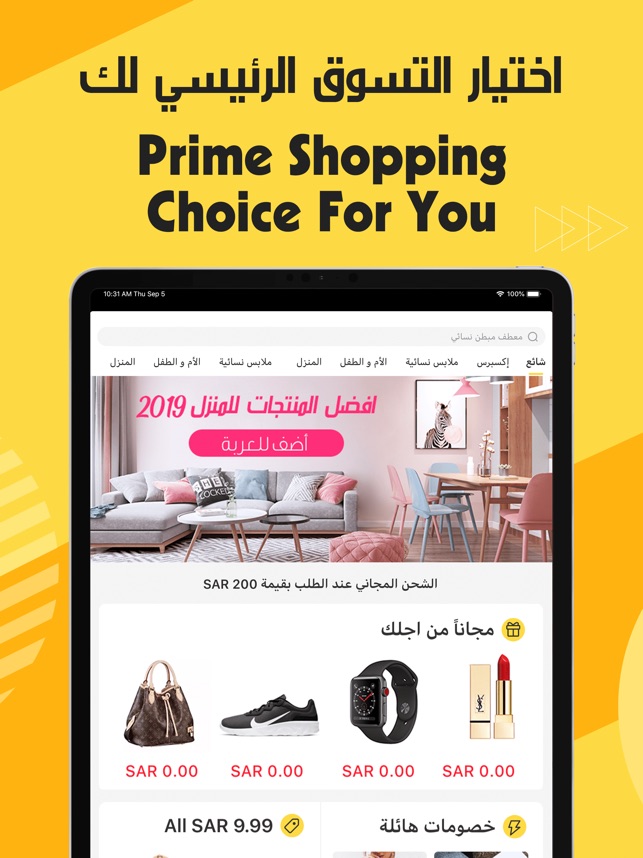 اختيار التسوق الرئيسي لك
Prime Shopping
Choice For You
10:31 AM Thu Sep 5
100%
معطف مبطن نسائي
شائع إكسبرس ملابس نسائية الأم و الطفل المنزل ملابس نسائية الأم و الطفل المنزل
افضل المنتجات للمنزل 2019
أضف للعربة
الشحن المجاني عند الطلب بقيمة 200 SAR
مجاناً من اجلك
SAR 0.00 SAR 0.00 SAR 0.00 SAR 0.00
خصومات هائلة
All SAR 9.99